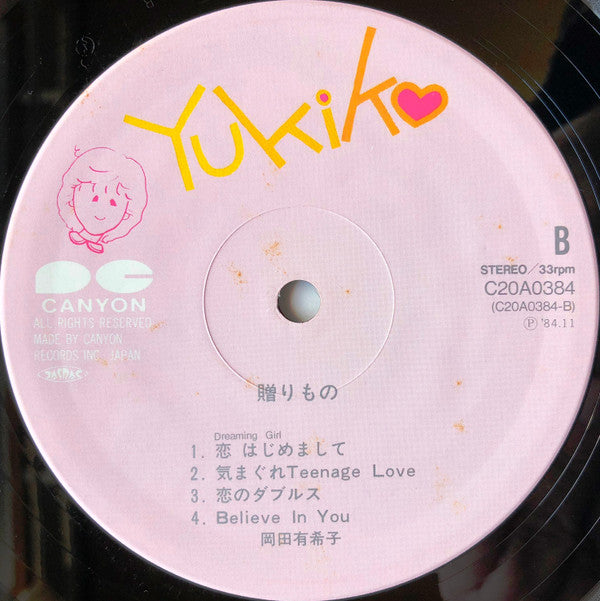 Yukiko
B
STEREO/33rpm
C20A0384
(C20A0384-B)
Ⓟ '84.11
CANYON
ALL RIGHTS RESERVED
MADE BY CANYON
RECORDS INC. JAPAN
JASRAC
贈りもの
Dreaming Girl
1. 恋 はじめまして
2. 気まぐれTeenage Love
3. 恋のダブルス
4. Believe In You
岡田有希子